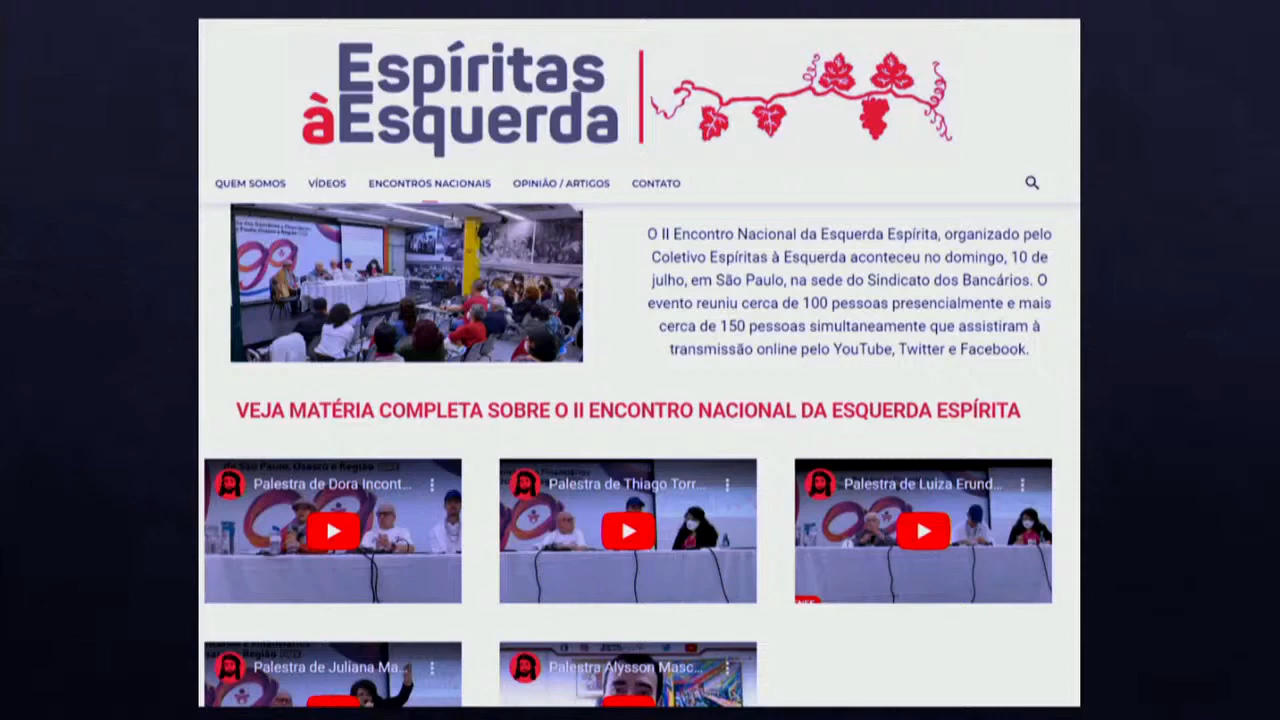 Espíritas
àEsquerda
QUEM SOMOS VÍDEOS ENCONTROS NACIONAIS OPINIÃO / ARTIGOS CONTATO
O II Encontro Nacional da Esquerda Espírita, organizado pelo
Coletivo Espíritas à Esquerda aconteceu no domingo, 10 de
julho, em São Paulo, na sede do Sindicato dos Bancários. O
evento reuniu cerca de 100 pessoas presencialmente e mais
cerca de 150 pessoas simultaneamente que assistiram à
transmissão online pelo YouTube, Twitter e Facebook.
VEJA MATÉRIA COMPLETA SOBRE O II ENCONTRO NACIONAL DA ESQUERDA ESPÍRITA
Palestra de Dora Incont...
Palestra de Thiago Torr...
Palestra de Luiza Erund...
Palestra de Juliana Ma...
Palestra Alysson Masc...